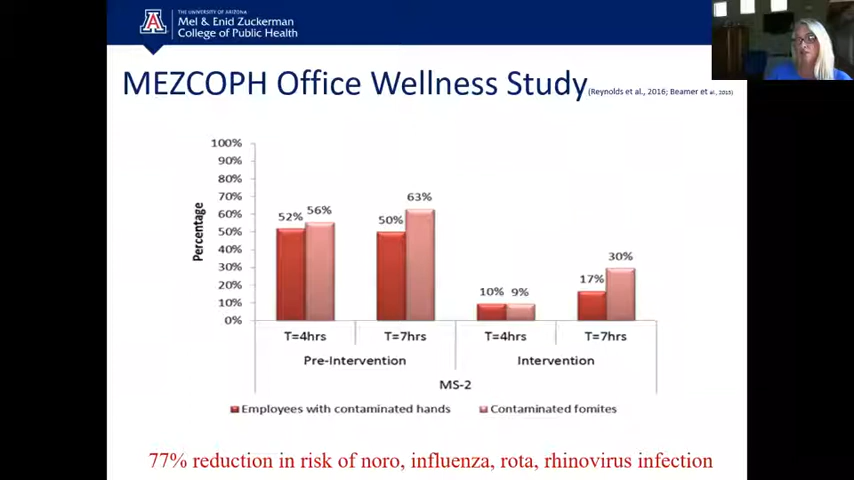 THE UNIVERSITY OF ARIZONA
Mel & Enid Zuckerman
College of Public Health
MEZCOPH Office Wellness Study (Reynolds et al., 2016; Beamer et al., 2015)
100%
90%
80%
70%
60%
50%
40%
30%
20%
10%
0%
Percentage
52% 56% 50% 63% 10% 9% 17% 30%
T=4hrs T=7hrs T=4hrs T=7hrs
Pre-Intervention Intervention
MS-2
Employees with contaminated hands Contaminated fomites
77% reduction in risk of noro, influenza, rota, rhinovirus infection